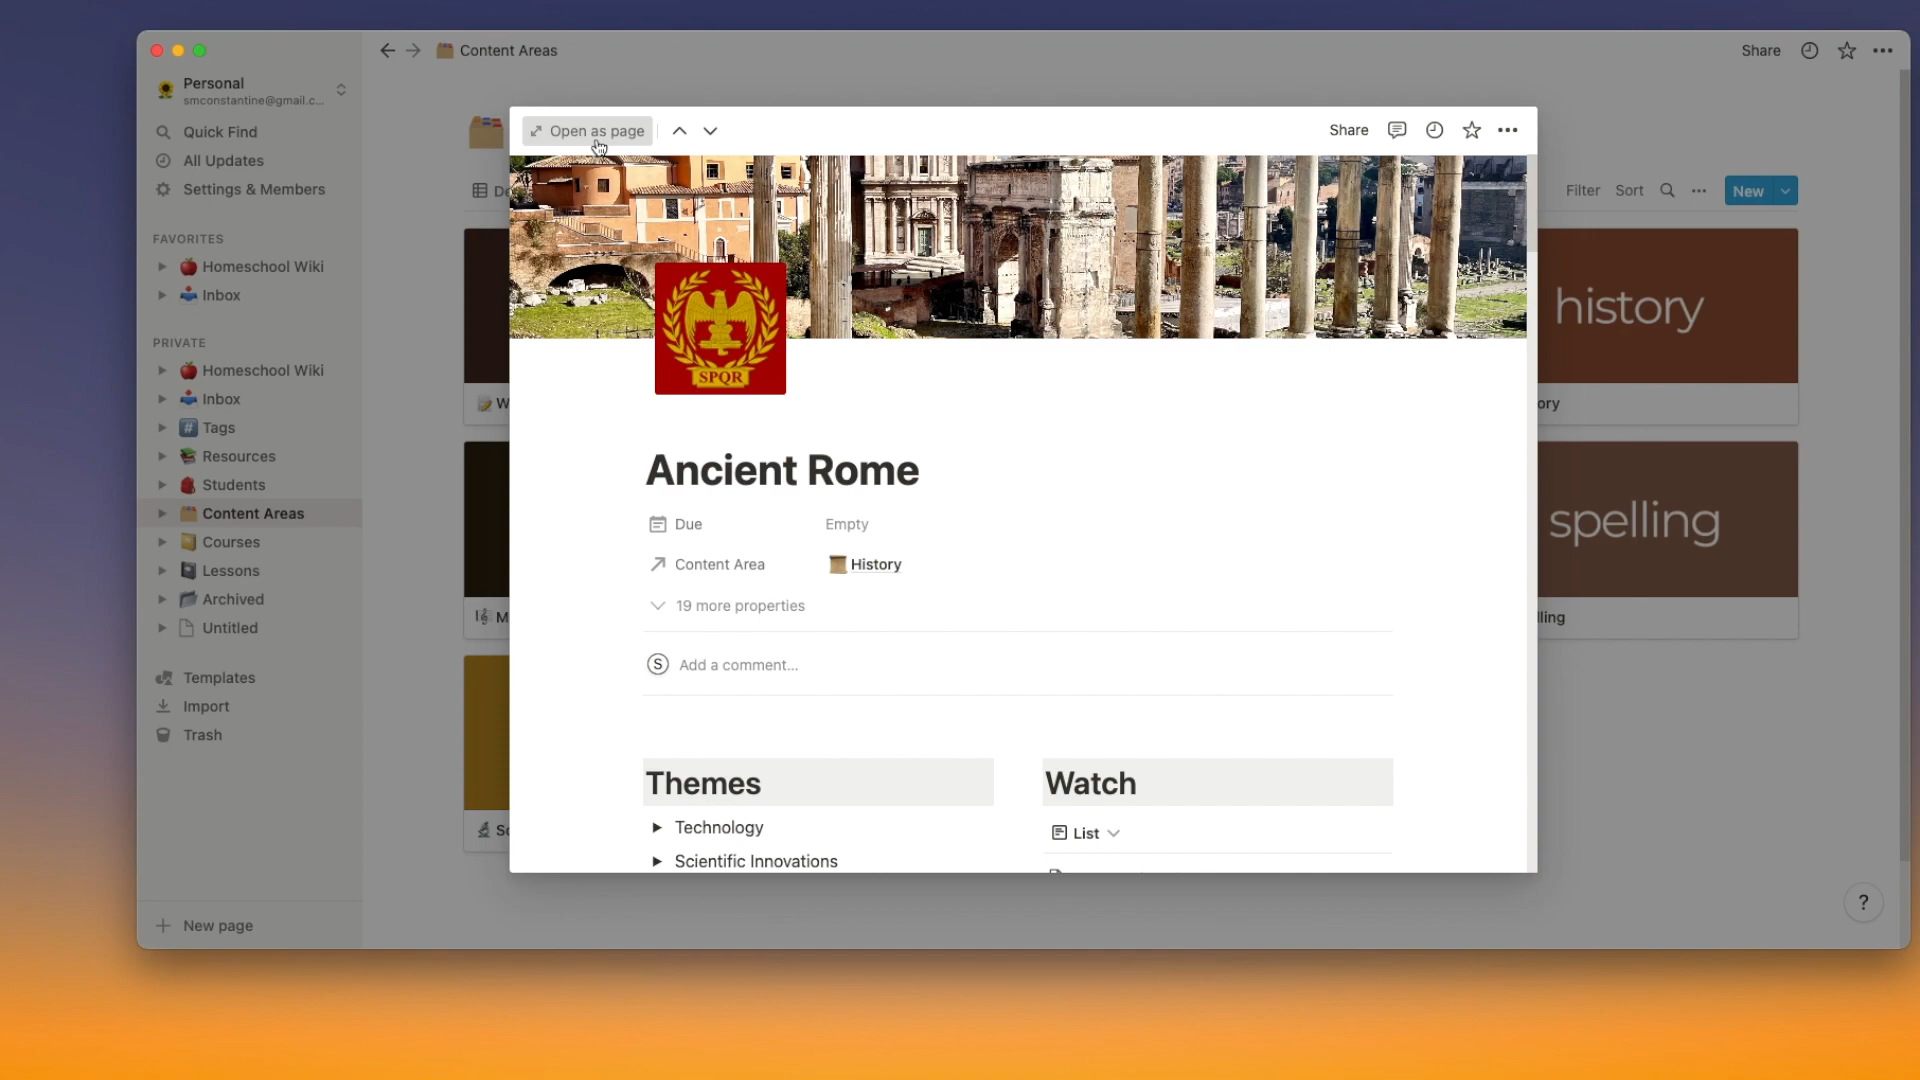 Content Areas
Share
Personal
smconstantine@gmail.c...
Quick Find
All Updates
Settings & Members
FAVORITES
Homeschool Wiki
Inbox
PRIVATE
Homeschool Wiki
Inbox
Tags
Resources
Students
Content Areas
Courses
Lessons
Archived
Untitled
Templates
Import
Trash
New page
Open as page
Share
SPQR
Ancient Rome
Due Empty
Content Area History
19 more properties
S Add a comment...
Themes
Technology
Scientific Innovations
Watch
List
Filter Sort New
history
ory
spelling
lling
?